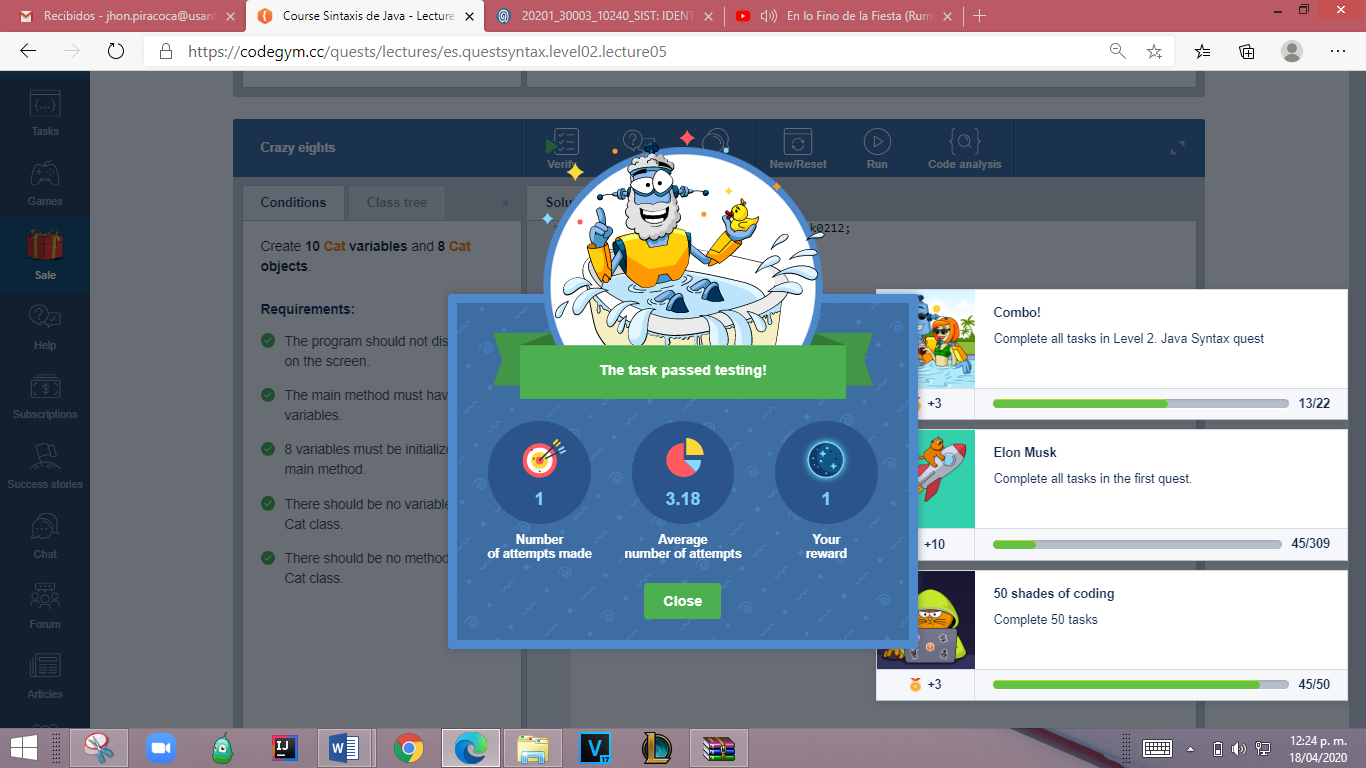 Recibidos - jhon.piracoca@usant
Course Sintaxis de Java - Lecture
20201_30003_10240_SIST: IDENT
En lo Fino de la Fiesta (Rum
https://codegym.cc/quests/lectures/es.questsyntax.level02.lecture05
Tasks
Games
Sale
Help
Subscriptions
Success stories
Chat
Forum
Articles
Crazy eights
Verify
New/Reset
Run
Code analysis
Conditions
Class tree
Solu
k0212;
Create 10 Cat variables and 8 Cat
objects.
Requirements:
The program should not dis
on the screen.
The main method must hav
variables.
8 variables must be initialize
main method.
There should be no variable
Cat class.
There should be no method
Cat class.
The task passed testing!
1
Number
of attempts made
3.18
Average
number of attempts
1
Your
reward
Close
Combo!
Complete all tasks in Level 2. Java Syntax quest
+3
13/22
Elon Musk
Complete all tasks in the first quest.
+10
45/309
50 shades of coding
Complete 50 tasks
+3
45/50
12:24 p. m.
18/04/2020